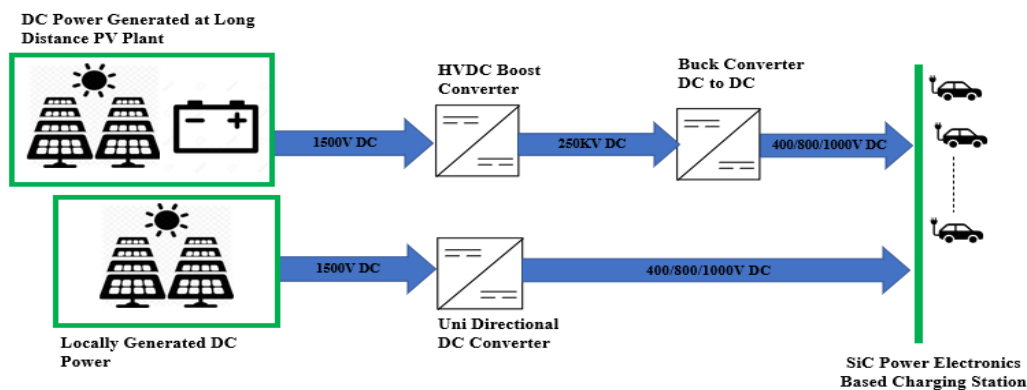 DC Power Generated at Long
Distance PV Plant
HVDC Boost
Converter
Buck Converter
DC to DC
1500V DC
250KV DC
400/800/1000V DC
1500V DC
400/800/1000V DC
Uni Directional
DC Converter
Locally Generated DC
Power
SiC Power Electronics
Based Charging Station